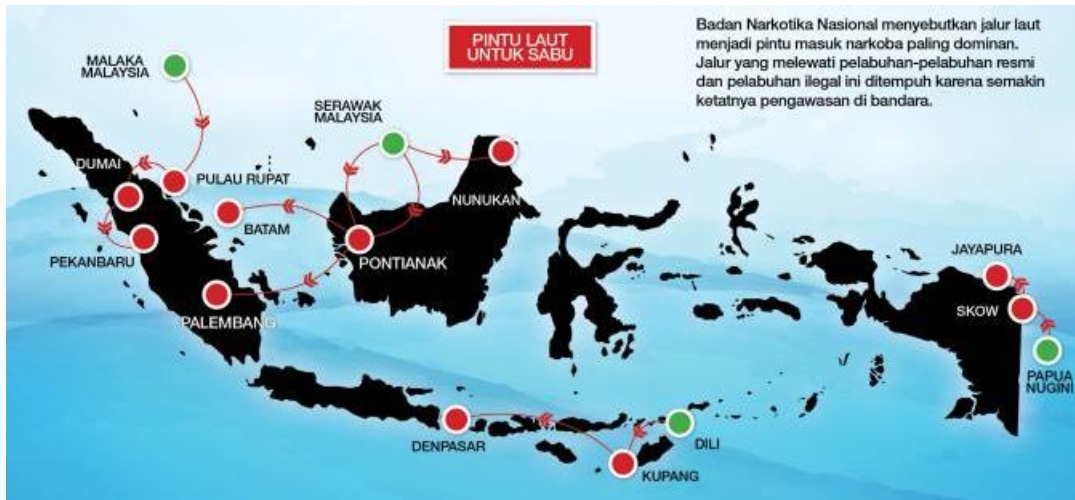 PINTU LAUT
UNTUK SABU
Badan Narkotika Nasional menyebutkan jalur laut
menjadi pintu masuk narkoba paling dominan.
Jalur yang melewati pelabuhan-pelabuhan resmi
dan pelabuhan ilegal ini ditempuh karena semakin
ketatnya pengawasan di bandara.
MALAKA
MALAYSIA
SERAWAK
MALAYSIA
DUMAI
PULAU RUPAT
NUNUKAN
BATAM
PEKANBARU
PONTIANAK
PALEMBANG
JAYAPURA
SKOW
PAPUA
NUGINI
DENPASAR
DILI
KUPANG